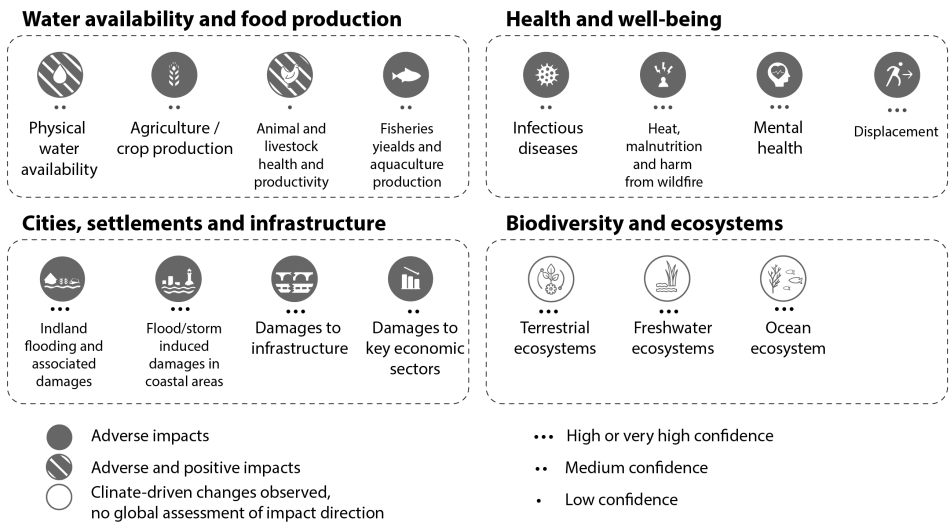 Water availability and food production
Physical
water
availability
Agriculture /
crop production
Animal and
livestock
health and
productivity
Fisheries
yiealds and
aquaculture
production
Health and well-being
Infectious
diseases
Heat,
malnutrition
and harm
from wildfire
Mental
health
Displacement
Cities, settlements and infrastructure
Indland
flooding and
associated
damages
Flood/storm
induced
damages in
coastal areas
Damages to
infrastructure
Damages to
key economic
sectors
Biodiversity and ecosystems
Terrestrial
ecosystems
Freshwater
ecosystems
Ocean
ecosystem
Adverse impacts
Adverse and positive impacts
Clinate-driven changes observed,
no global assessment of impact direction
High or very high confidence
Medium confidence
Low confidence